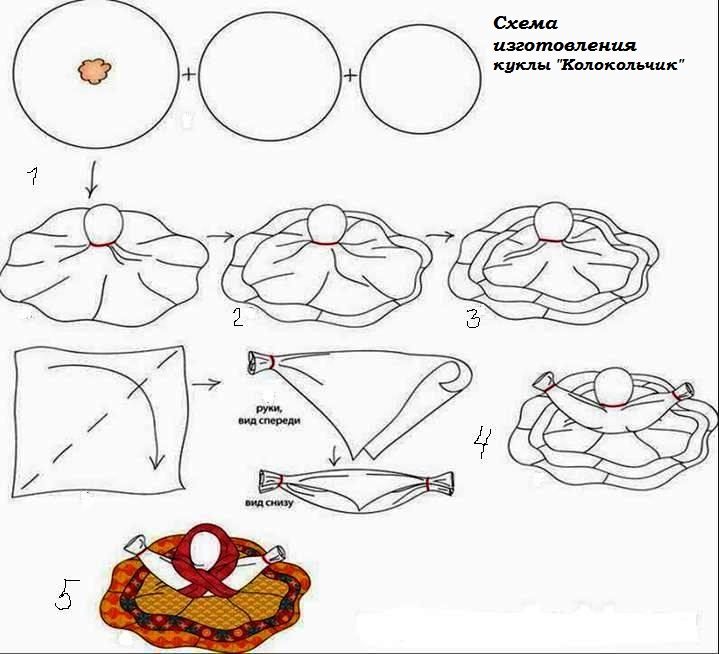 Схема
изготовления
куклы "Колокольчик"
1
2
3
руки,
вид спереди
4
вид снизу
5